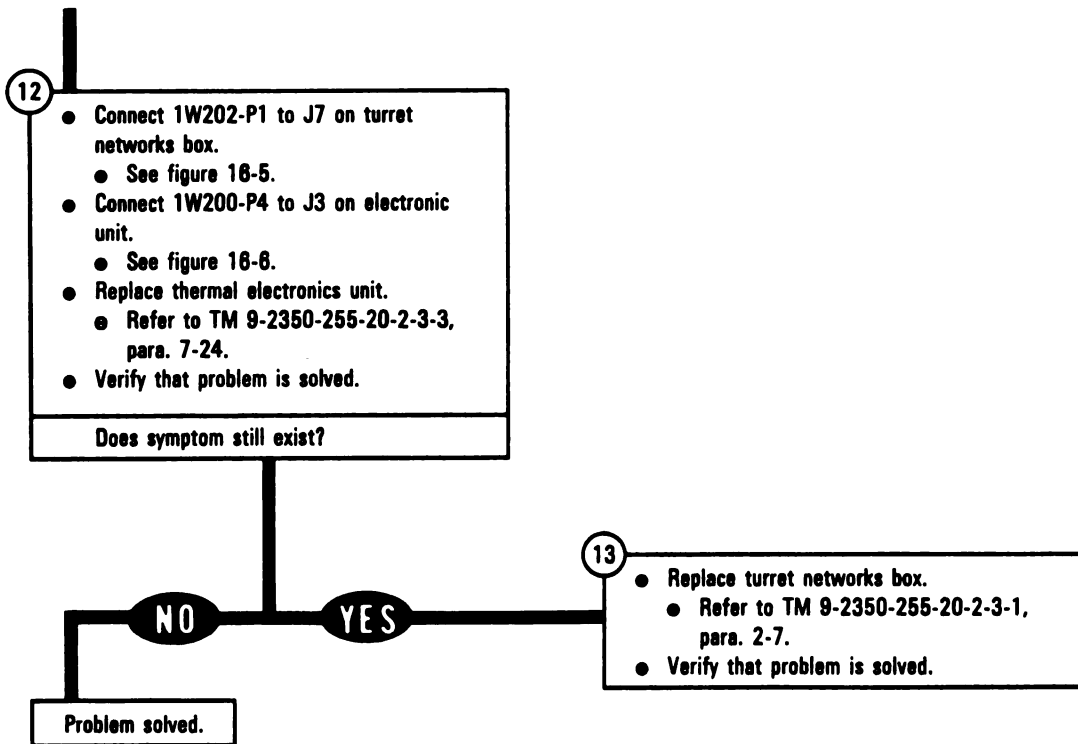 12
● Connect 1W202-P1 to J7 on turret
networks box.
● See figure 16-5.
● Connect 1W200-P4 to J3 on electronic
unit.
● See figure 16-6.
● Replace thermal electronics unit.
● Refer to TM 9-2350-255-20-2-3-3,
para. 7-24.
● Verify that problem is solved.
Does symptom still exist?
NO
YES
13
● Replace turret networks box.
● Refer to TM 9-2350-255-20-2-3-1,
para. 2-7.
● Verify that problem is solved.
Problem solved.